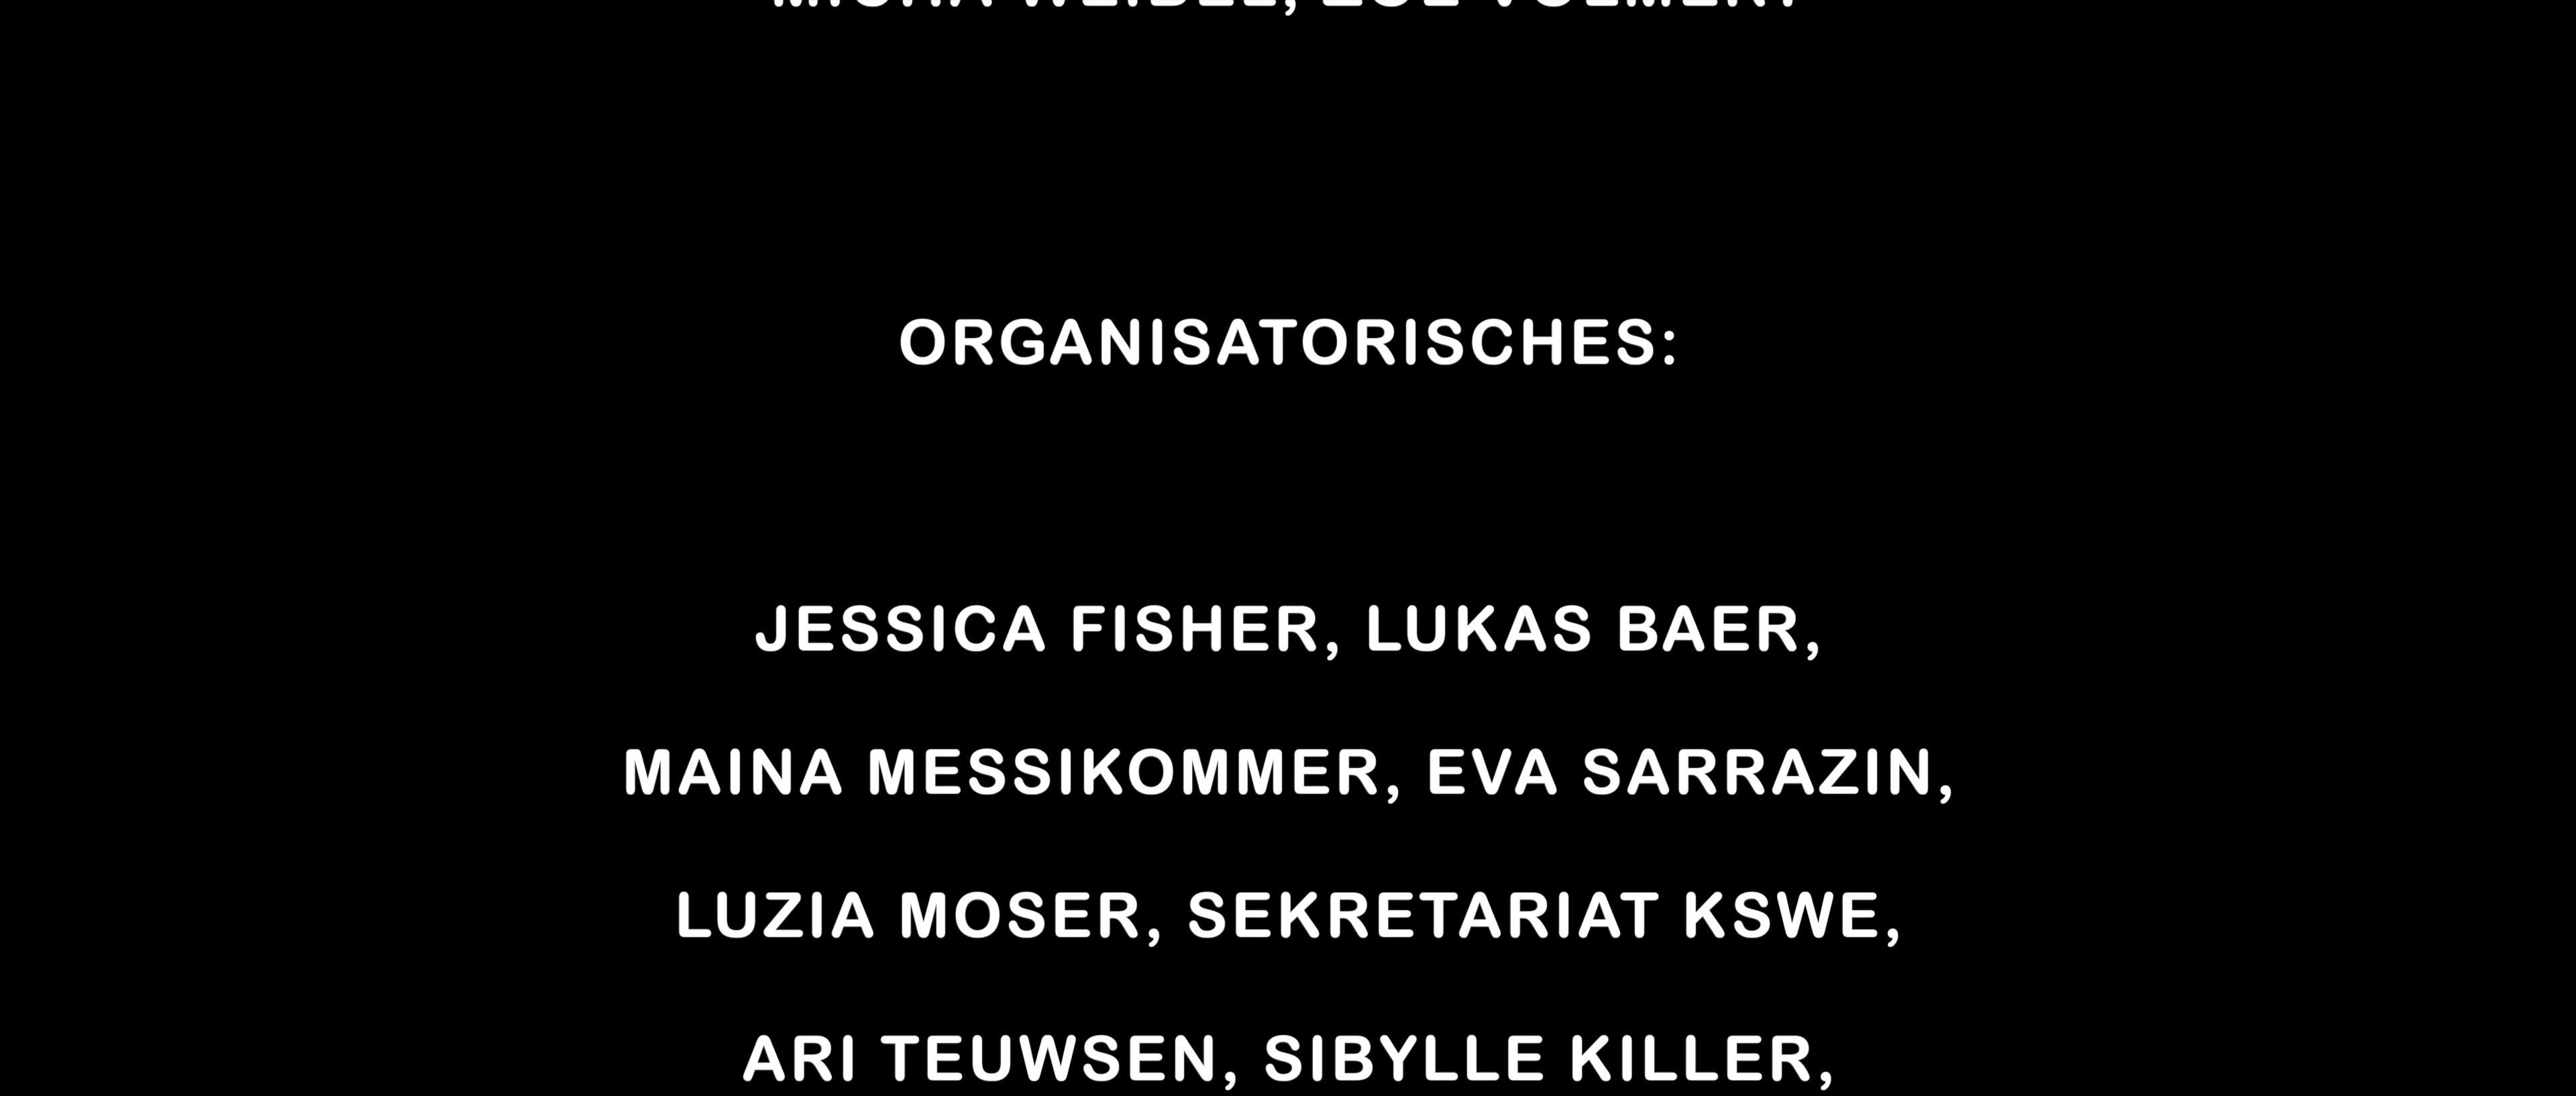 ORGANISATORISCHES:
JESSICA FISHER, LUKAS BAER,
MAINA MESSIKOMMER, EVA SARRAZIN,
LUZIA MOSER, SEKRETARIAT KSWE,
ARI TEUWSEN, SIBYLLE KILLER,